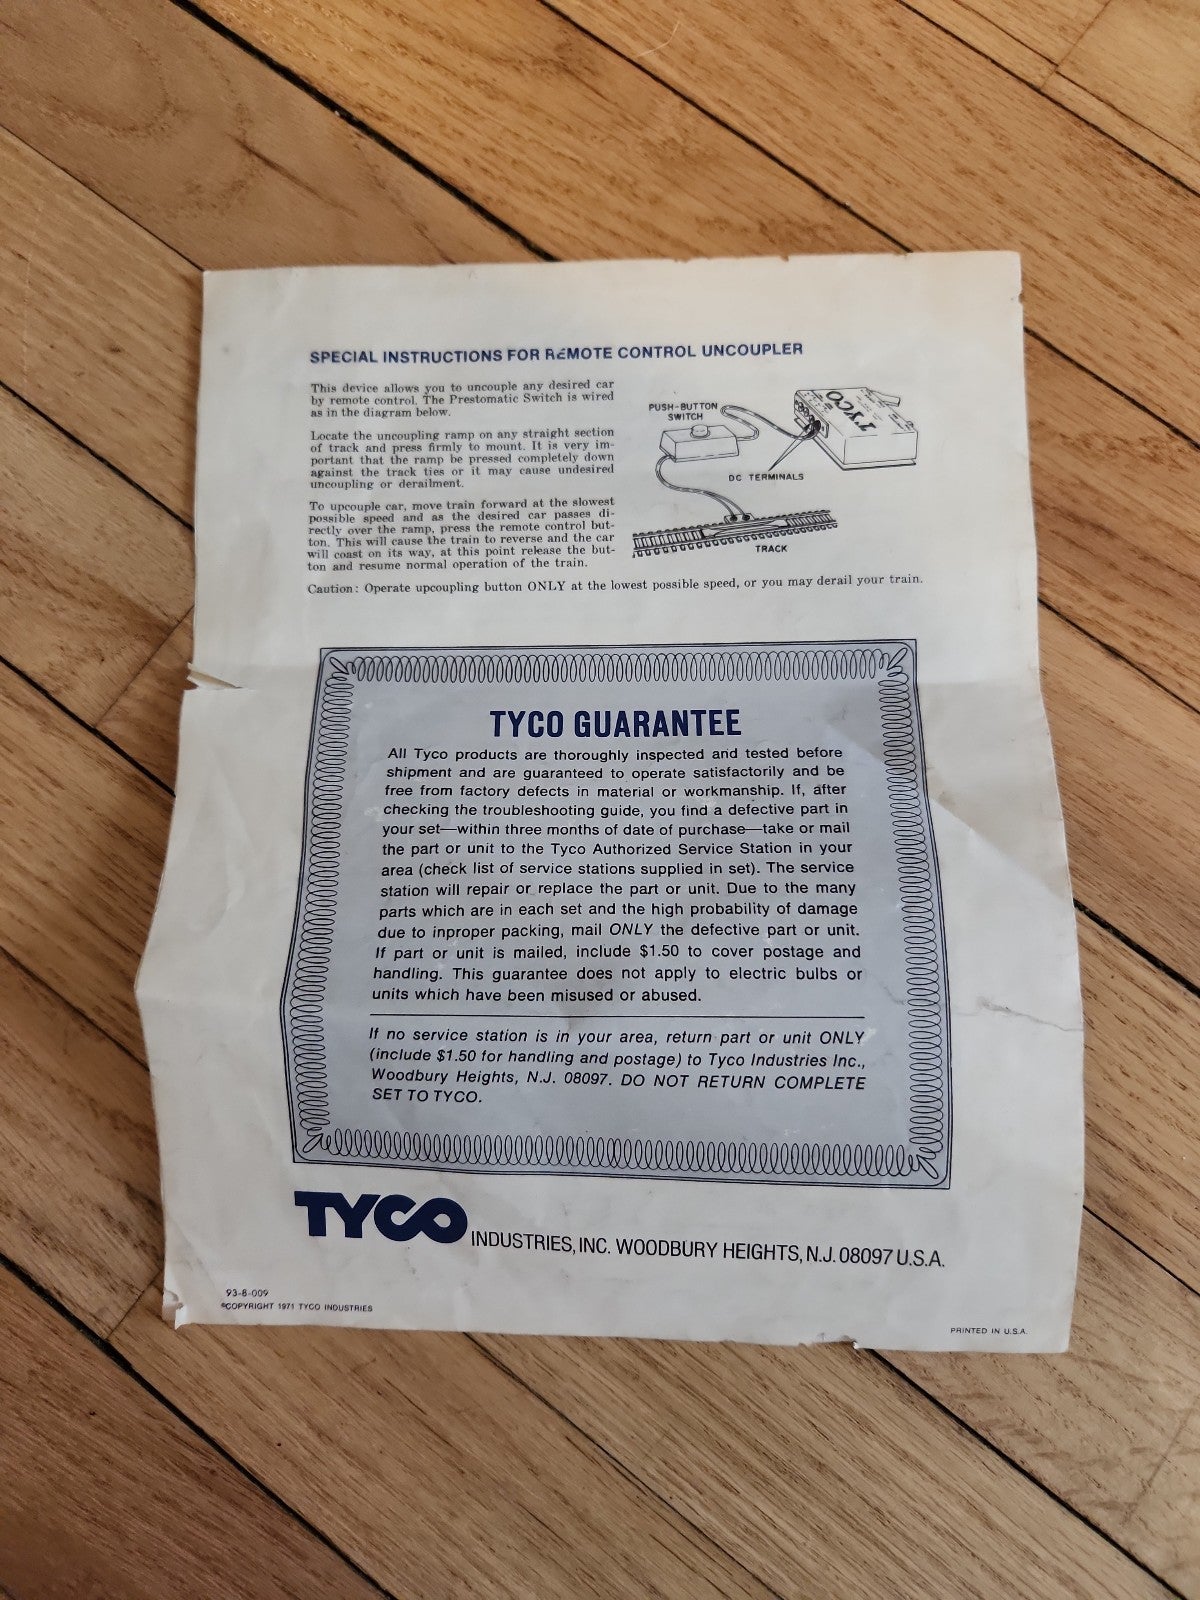 SPECIAL INSTRUCTIONS FOR REMOTE CONTROL UNCOUPLER
This device allows you to uncouple any desired car
by remote control. The Prestomatic Switch is wired
as in the diagram below.
Locate the uncoupling ramp on any straight section
of track and press firmly to mount. It is very im-
portant that the ramp be pressed completely down
against the track ties or it may cause undesired
uncoupling or derailment.
To upcouple car, move train forward at the slowest
possible speed and as the desired car passes di-
rectly over the ramp, press the remote control but-
ton. This will cause the train to reverse and the car
will coast on its way, at this point release the but-
ton and resume normal operation of the train.
PUSH-BUTTON
SWITCH
TYCO
DC TERMINALS
TRACK
Caution: Operate upcoupling button ONLY at the lowest possible speed, or you may derail your train.
TYCO GUARANTEE
All Tyco products are thoroughly inspected and tested before
shipment and are guaranteed to operate satisfactorily and be
free from factory defects in material or workmanship. If, after
checking the troubleshooting guide, you find a defective part in
your set—within three months of date of purchase—take or mail
the part or unit to the Tyco Authorized Service Station in your
area (check list of service stations supplied in set). The service
station will repair or replace the part or unit. Due to the many
parts which are in each set and the high probability of damage
due to inproper packing, mail ONLY the defective part or unit.
If part or unit is mailed, include $1.50 to cover postage and
handling. This guarantee does not apply to electric bulbs or
units which have been misused or abused.
If no service station is in your area, return part or unit ONLY
(include $1.50 for handling and postage) to Tyco Industries Inc.,
Woodbury Heights, N.J. 08097. DO NOT RETURN COMPLETE
SET TO TYCO.
TYCO INDUSTRIES, INC. WOODBURY HEIGHTS, N.J. 08097 U.S.A.
93-8-009
©COPYRIGHT 1971 TYCO INDUSTRIES
PRINTED IN U.S.A.